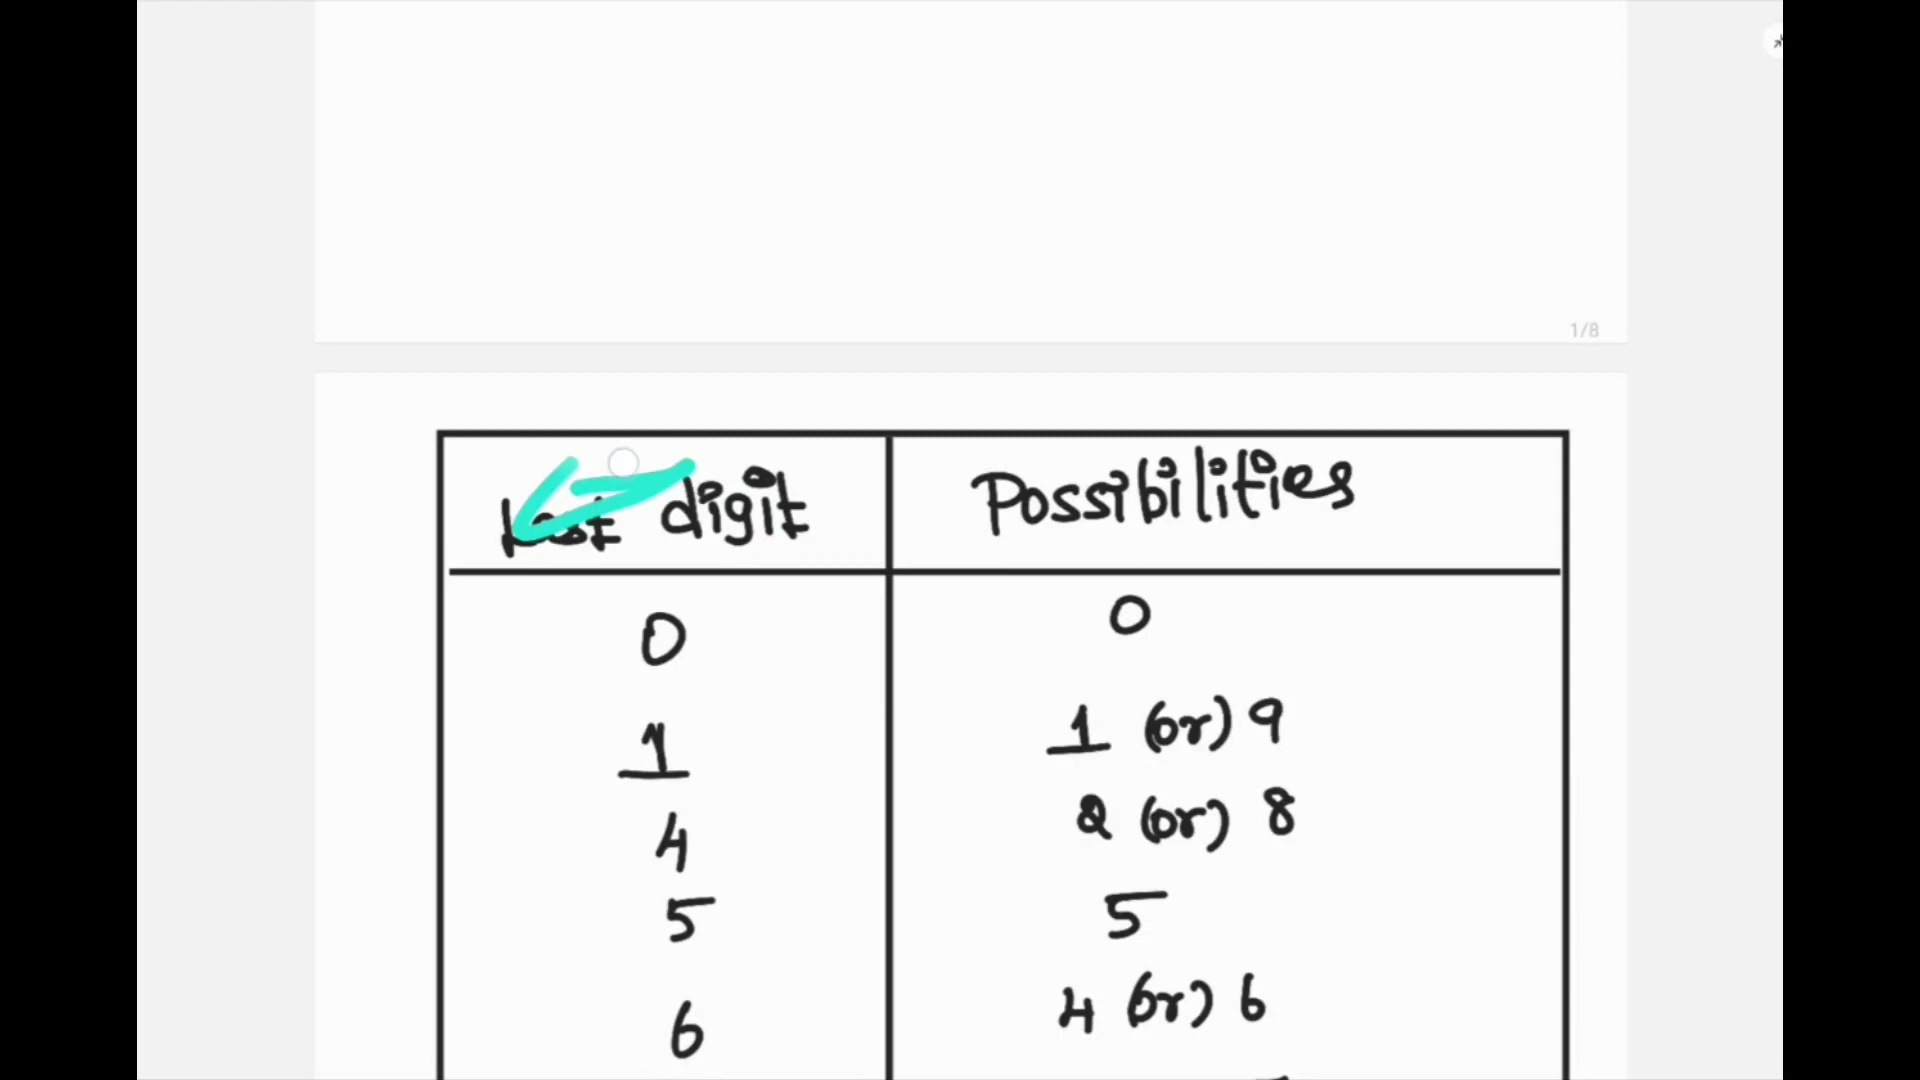 1/8
Last digit Possibilities
0 0
1 1 (or) 9
4 2 (or) 8
5 5
6 4 (or) 6